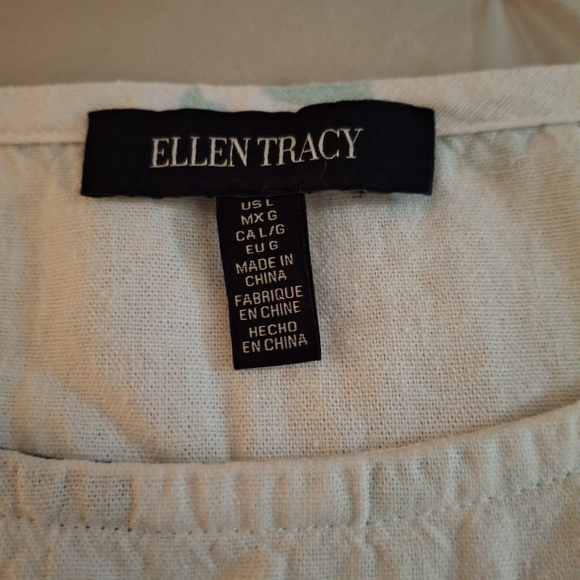 ELLEN TRACY
US L
MX G
CA L/G
EU G
MADE IN
CHINA
FABRIQUE
EN CHINE
HECHO
EN CHINA